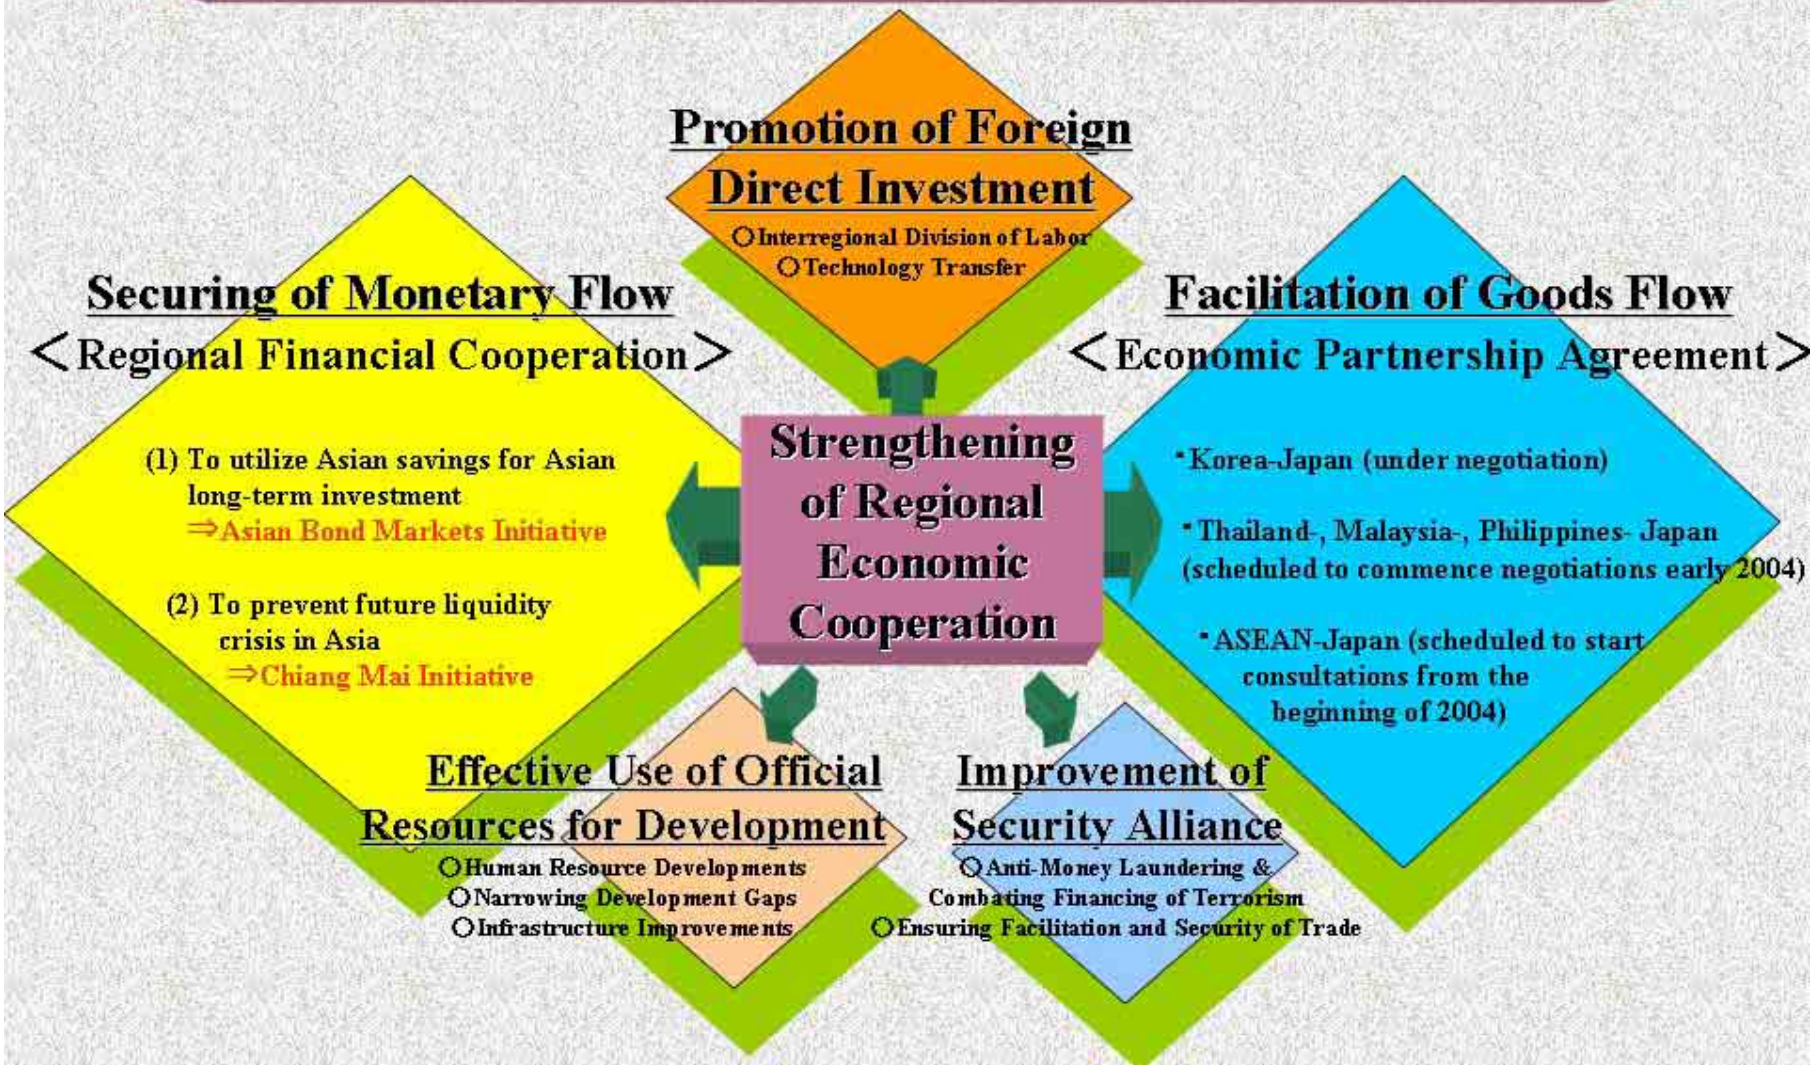 Promotion of Foreign
Direct Investment
○Interregional Division of Labor
○Technology Transfer
Securing of Monetary Flow
＜Regional Financial Cooperation＞
(1) To utilize Asian savings for Asian
long-term investment
⇒Asian Bond Markets Initiative
(2) To prevent future liquidity
crisis in Asia
⇒Chiang Mai Initiative
Strengthening
of Regional
Economic
Cooperation
Facilitation of Goods Flow
＜Economic Partnership Agreement＞
・Korea-Japan (under negotiation)
・Thailand-, Malaysia-, Philippines- Japan
(scheduled to commence negotiations early 2004)
・ASEAN-Japan (scheduled to start
consultations from the
beginning of 2004)
Effective Use of Official
Resources for Development
○Human Resource Developments
○Narrowing Development Gaps
○Infrastructure Improvements
Improvement of
Security Alliance
○Anti-Money Laundering &
Combating Financing of Terrorism
○Ensuring Facilitation and Security of Trade